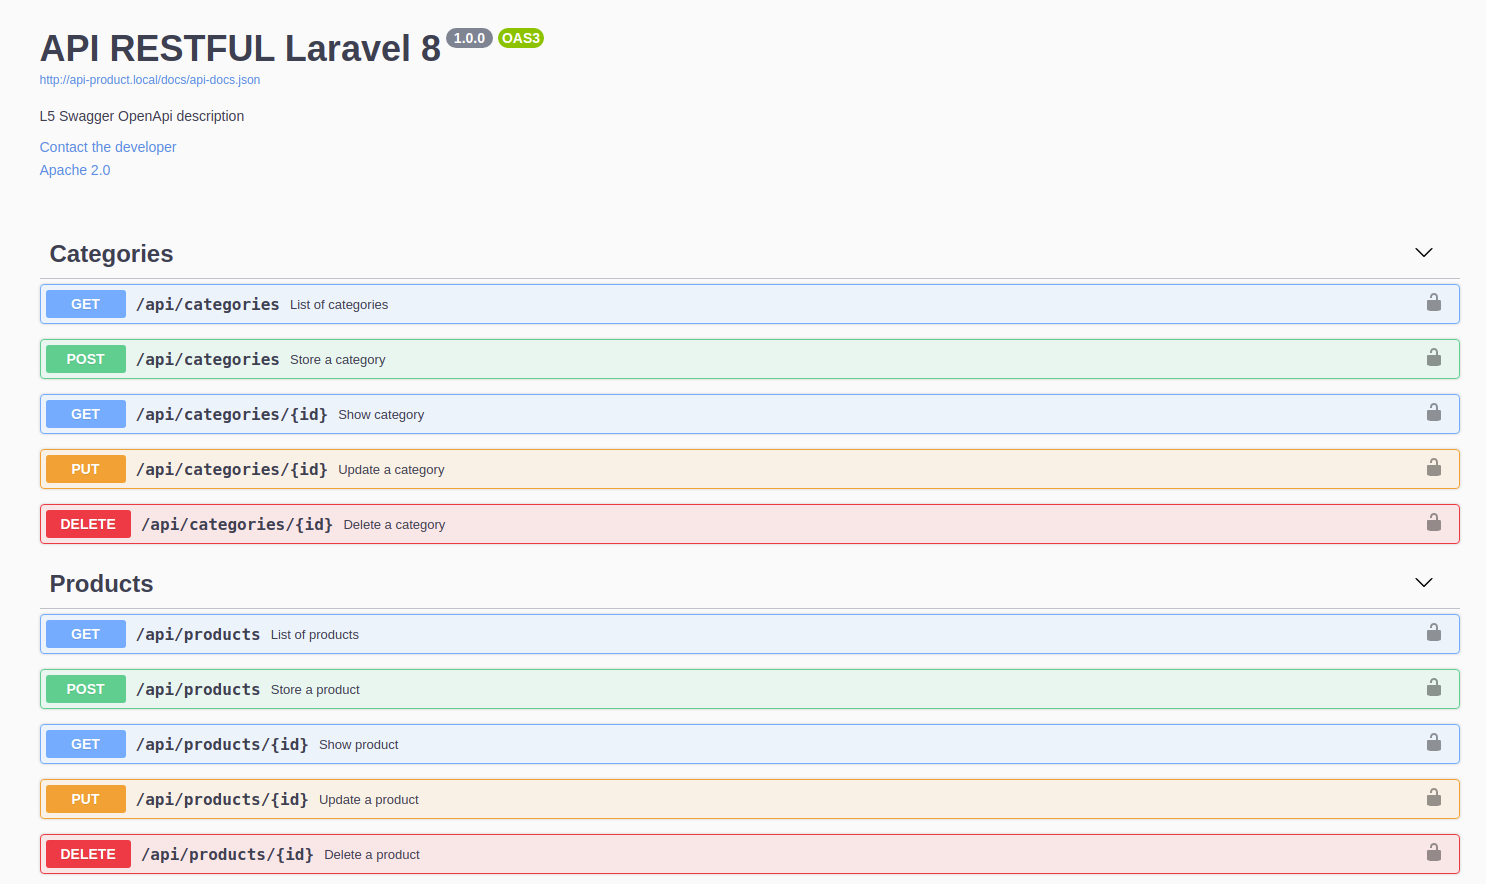 API RESTFUL Laravel 8 1.0.0 OAS3
http://api-product.local/docs/api-docs.json
L5 Swagger OpenApi description
Contact the developer
Apache 2.0
Categories
GET /api/categories List of categories
POST /api/categories Store a category
GET /api/categories/{id} Show category
PUT /api/categories/{id} Update a category
DELETE /api/categories/{id} Delete a category
Products
GET /api/products List of products
POST /api/products Store a product
GET /api/products/{id} Show product
PUT /api/products/{id} Update a product
DELETE /api/products/{id} Delete a product